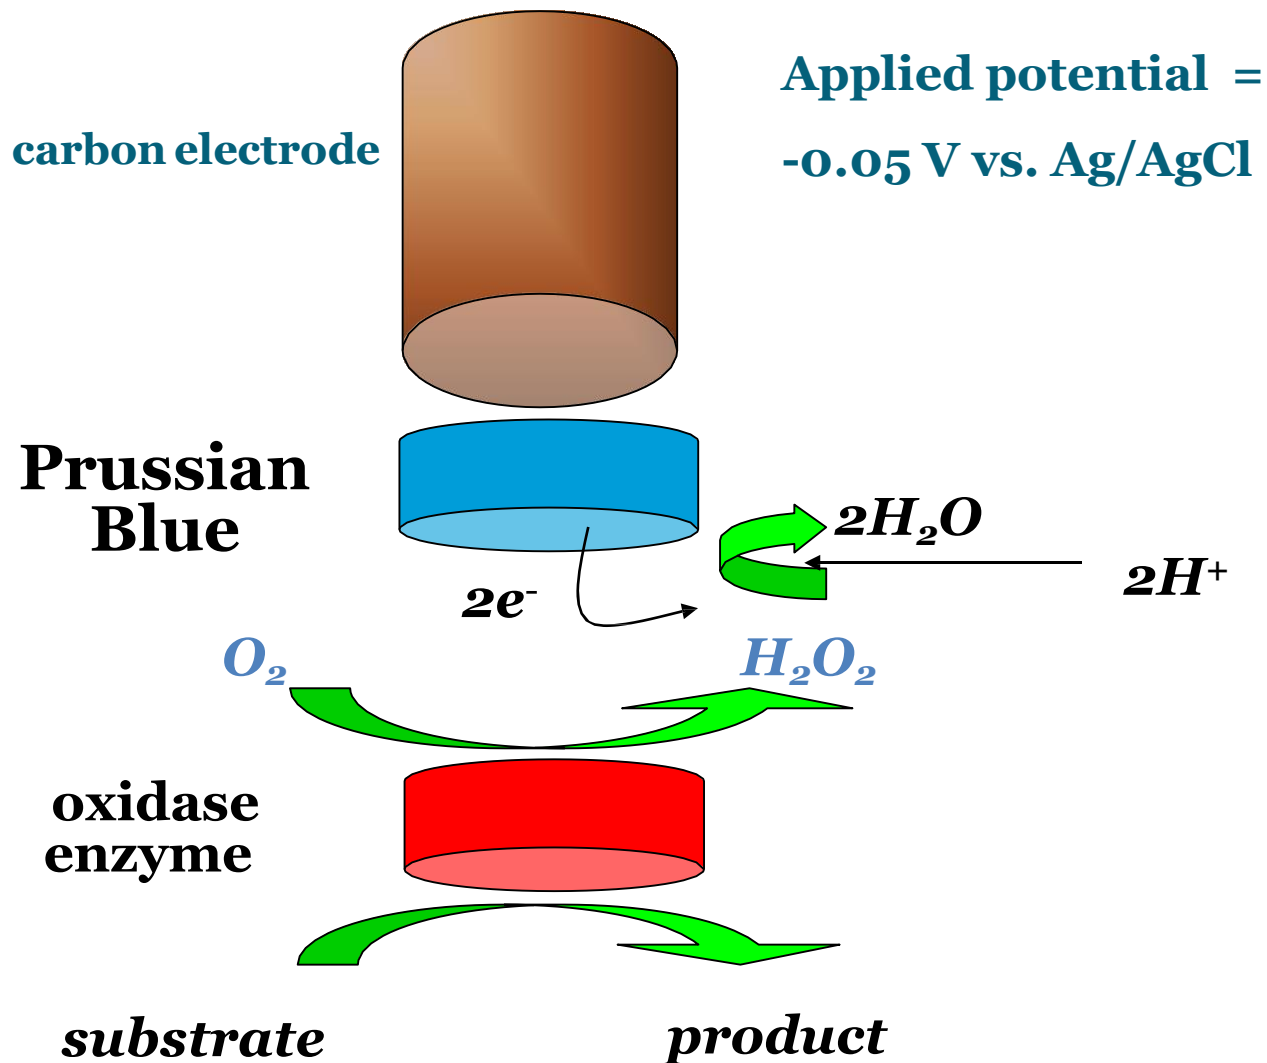 Applied potential =
carbon electrode
-0.05 V vs. Ag/AgCl
Prussian
Blue
2H₂O
2H⁺
2e⁻
O₂
H₂O₂
oxidase
enzyme
substrate
product